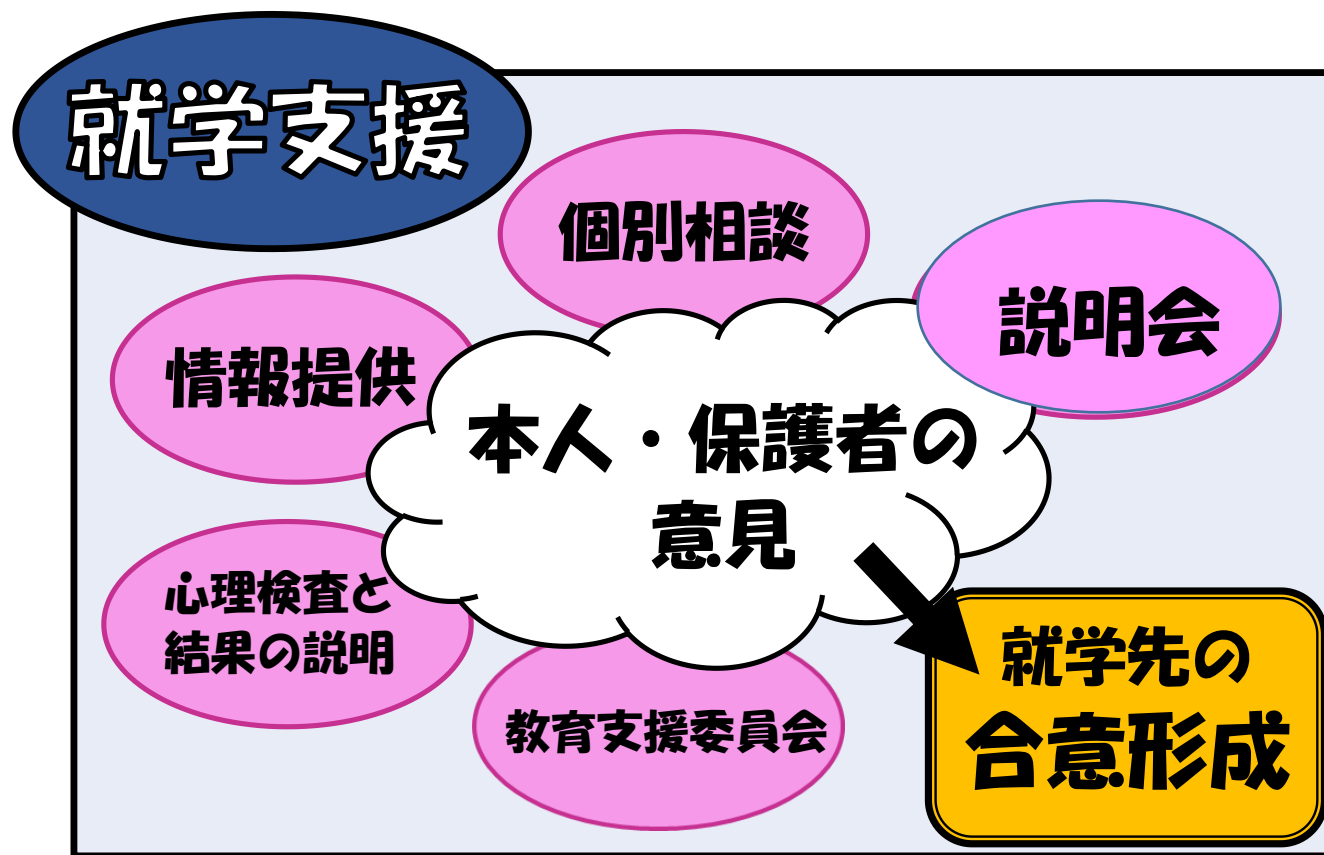 就学支援
個別相談
説明会
情報提供
本人・保護者の
意見
心理検査と
結果の説明
教育支援委員会
就学先の
合意形成